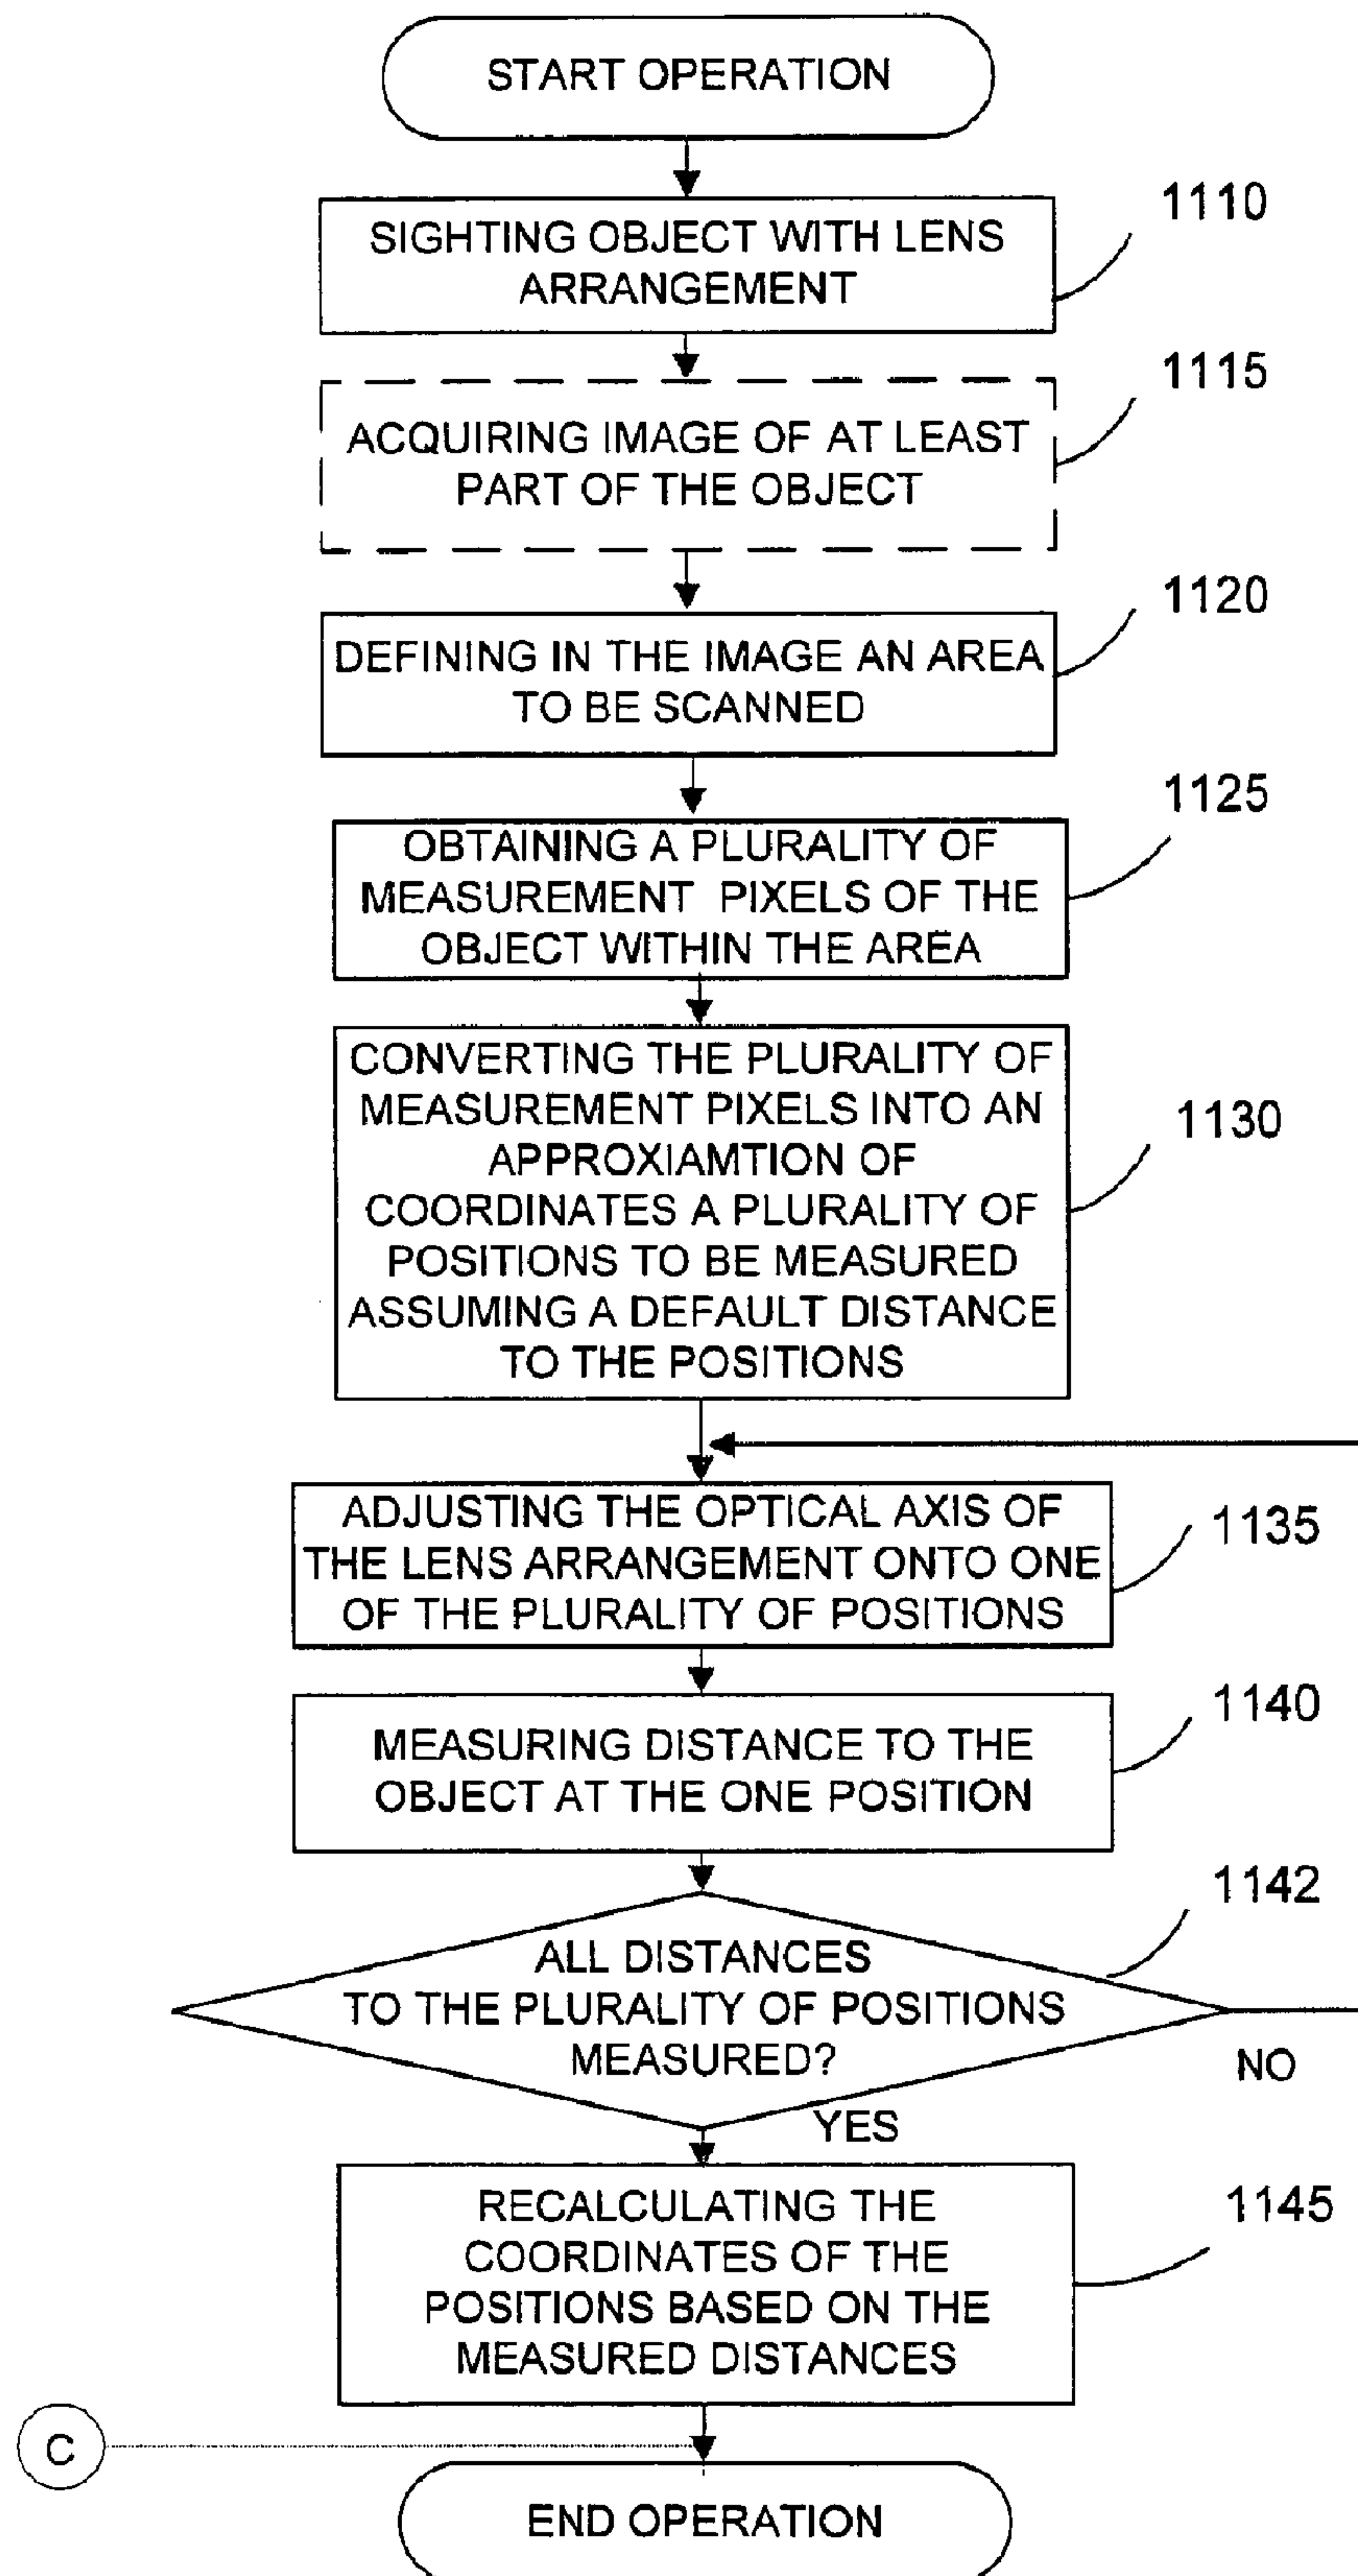 START OPERATION
1110
SIGHTING OBJECT WITH LENS
ARRANGEMENT
1115
ACQUIRING IMAGE OF AT LEAST
PART OF THE OBJECT
1120
DEFINING IN THE IMAGE AN AREA
TO BE SCANNED
1125
OBTAINING A PLURALITY OF
MEASUREMENT PIXELS OF THE
OBJECT WITHIN THE AREA
1130
CONVERTING THE PLURALITY OF
MEASUREMENT PIXELS INTO AN
APPROXIAMTION OF
COORDINATES A PLURALITY OF
POSITIONS TO BE MEASURED
ASSUMING A DEFAULT DISTANCE
TO THE POSITIONS
1135
ADJUSTING THE OPTICAL AXIS OF
THE LENS ARRANGEMENT ONTO ONE
OF THE PLURALITY OF POSITIONS
1140
MEASURING DISTANCE TO THE
OBJECT AT THE ONE POSITION
1142
ALL DISTANCES
TO THE PLURALITY OF POSITIONS
MEASURED?
NO
YES
1145
RECALCULATING THE
COORDINATES OF THE
POSITIONS BASED ON THE
MEASURED DISTANCES
C
END OPERATION